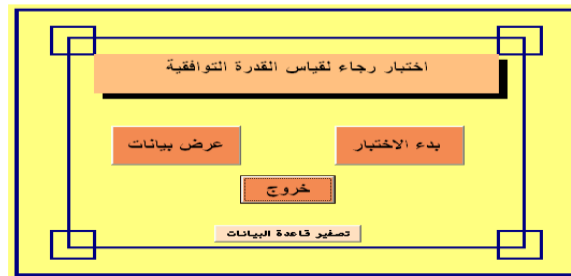 اختبار رجاء لقياس القدرة التوافقية
بدء الاختبار
عرض بيانات
خروج
تصفير قاعدة البيانات